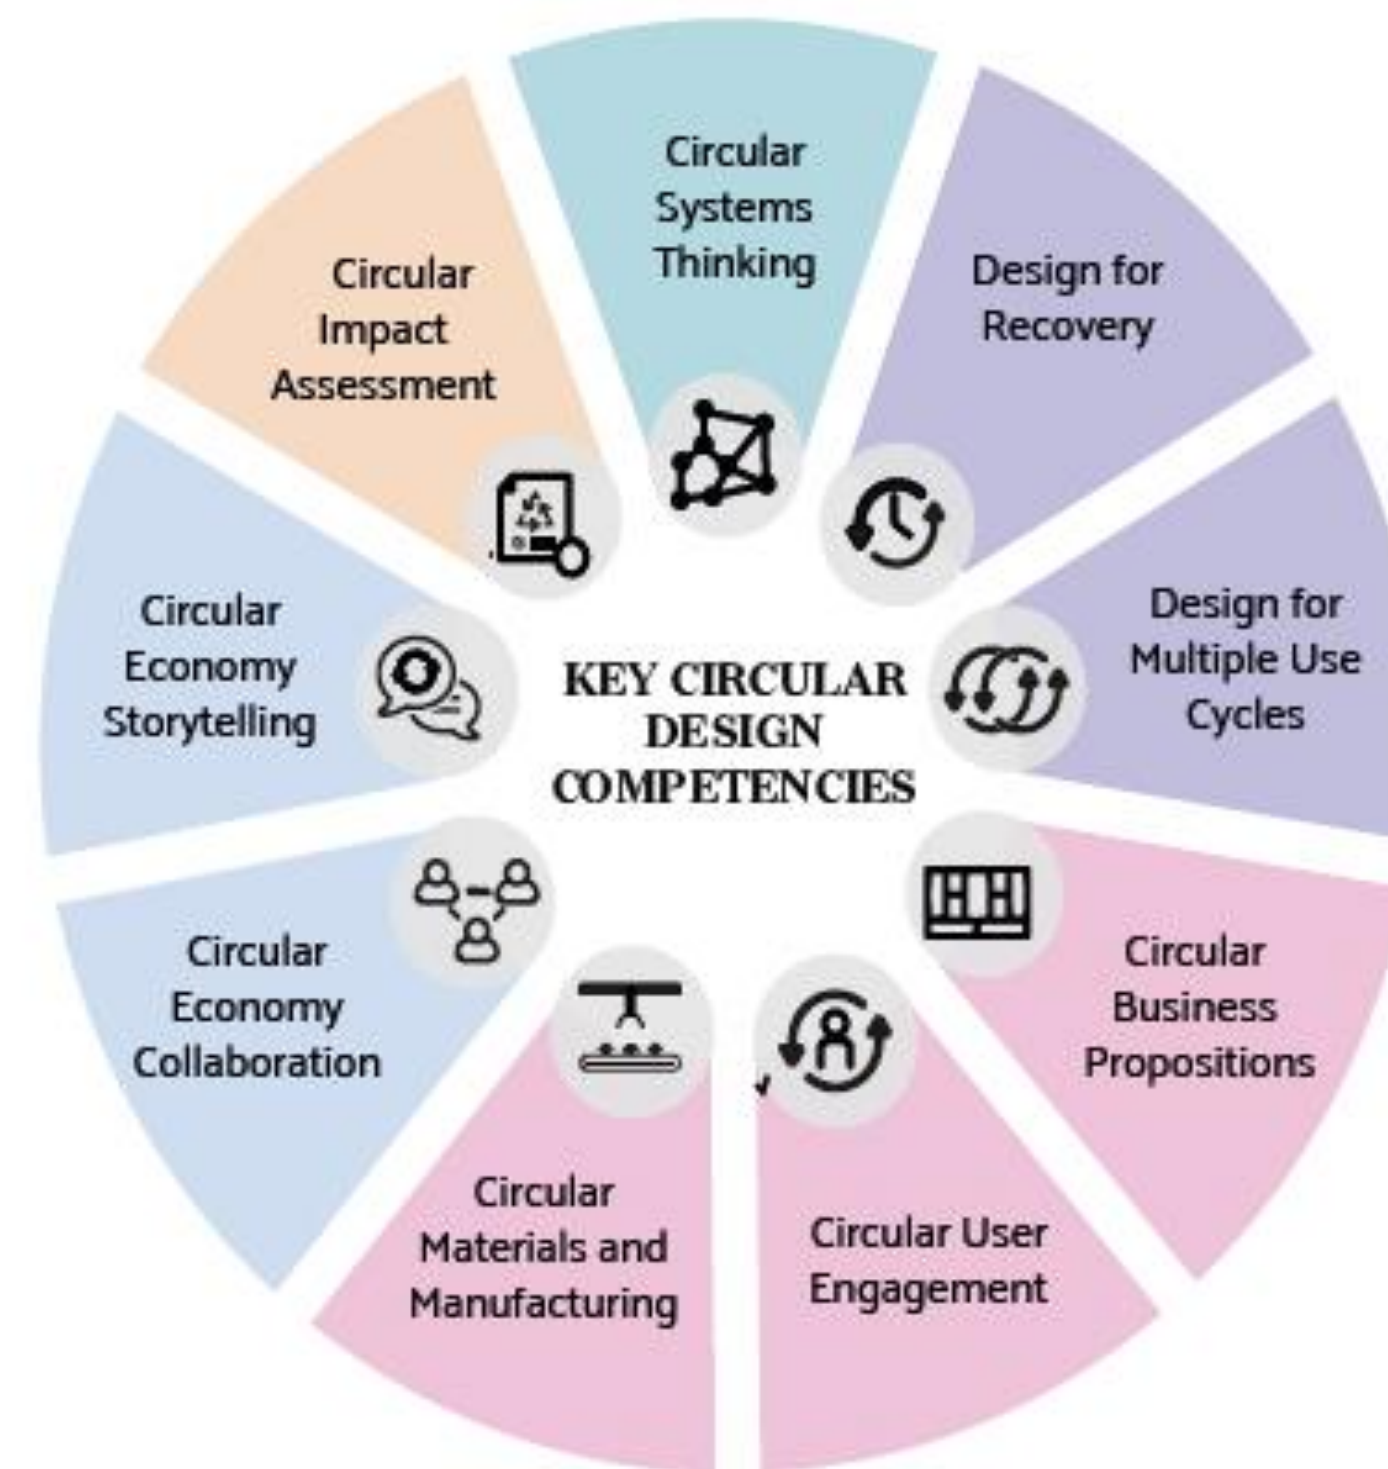 Circular
Systems
Thinking
Design for
Recovery
Design for
Multiple Use
Cycles
Circular
Business
Propositions
Circular User
Engagement
Circular
Materials and
Manufacturing
Circular
Economy
Collaboration
Circular
Economy
Storytelling
Circular
Impact
Assessment
KEY CIRCULAR
DESIGN
COMPETENCIES